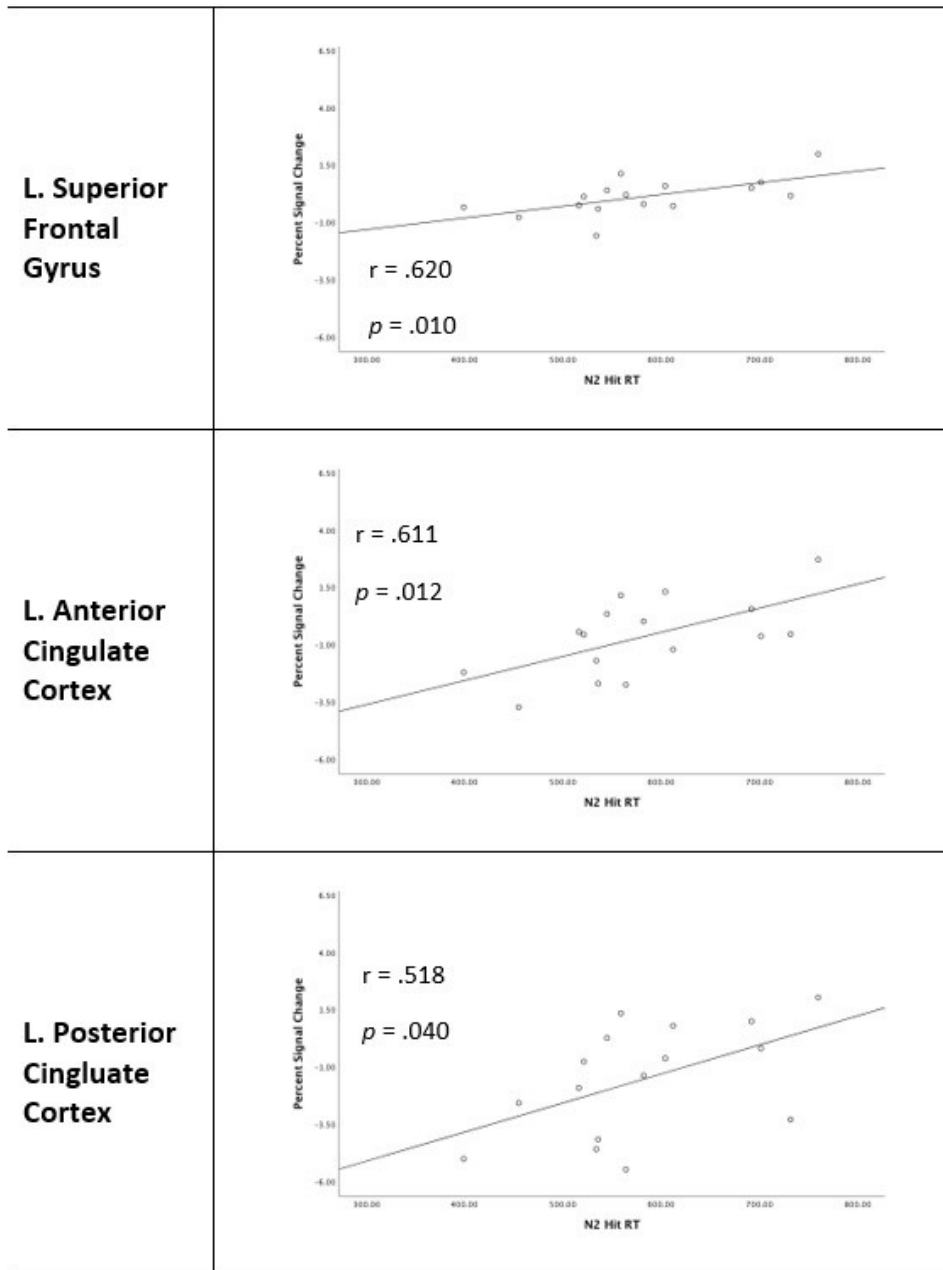 L. Superior
Frontal
Gyrus
6.50
4.00
1.50
-1.00
-3.50
-6.00
Percent Signal Change
r = .620
p = .010
300.00 400.00 500.00 600.00 700.00 800.00
N2 Hit RT
L. Anterior
Cingulate
Cortex
6.50
4.00
1.50
-1.00
-3.50
-6.00
Percent Signal Change
r = .611
p = .012
300.00 400.00 500.00 600.00 700.00 800.00
N2 Hit RT
L. Posterior
Cingluate
Cortex
6.50
4.00
1.50
-1.00
-3.50
-6.00
Percent Signal Change
r = .518
p = .040
300.00 400.00 500.00 600.00 700.00 800.00
N2 Hit RT